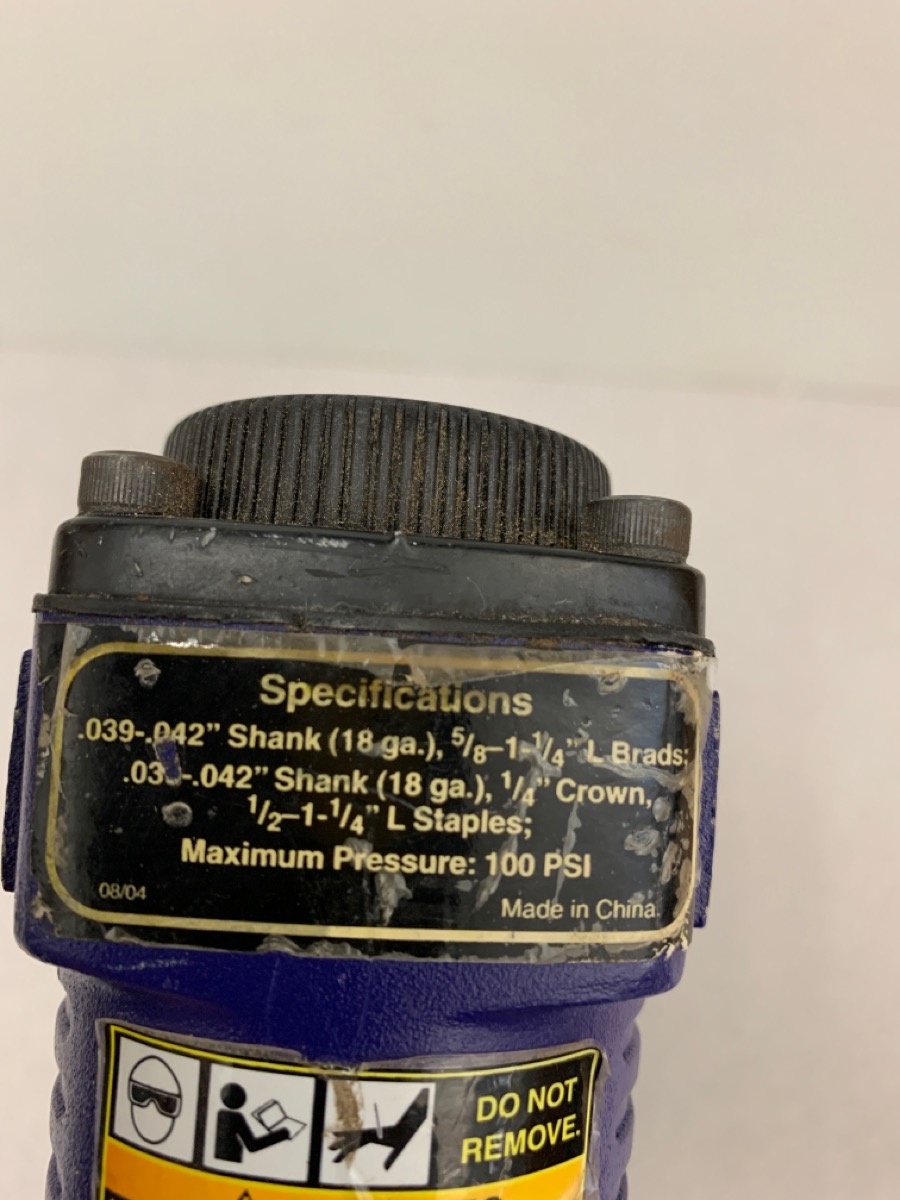 Specifications
.039-.042” Shank (18 ga.), 5/8–1-1/4” L Brads;
-.042” Shank (18 ga.), 1/4” Crown,
1/2–1-1/4” L Staples;
Maximum Pressure: 100 PSI
08/04
Made in China.
DO NOT
REMOVE.